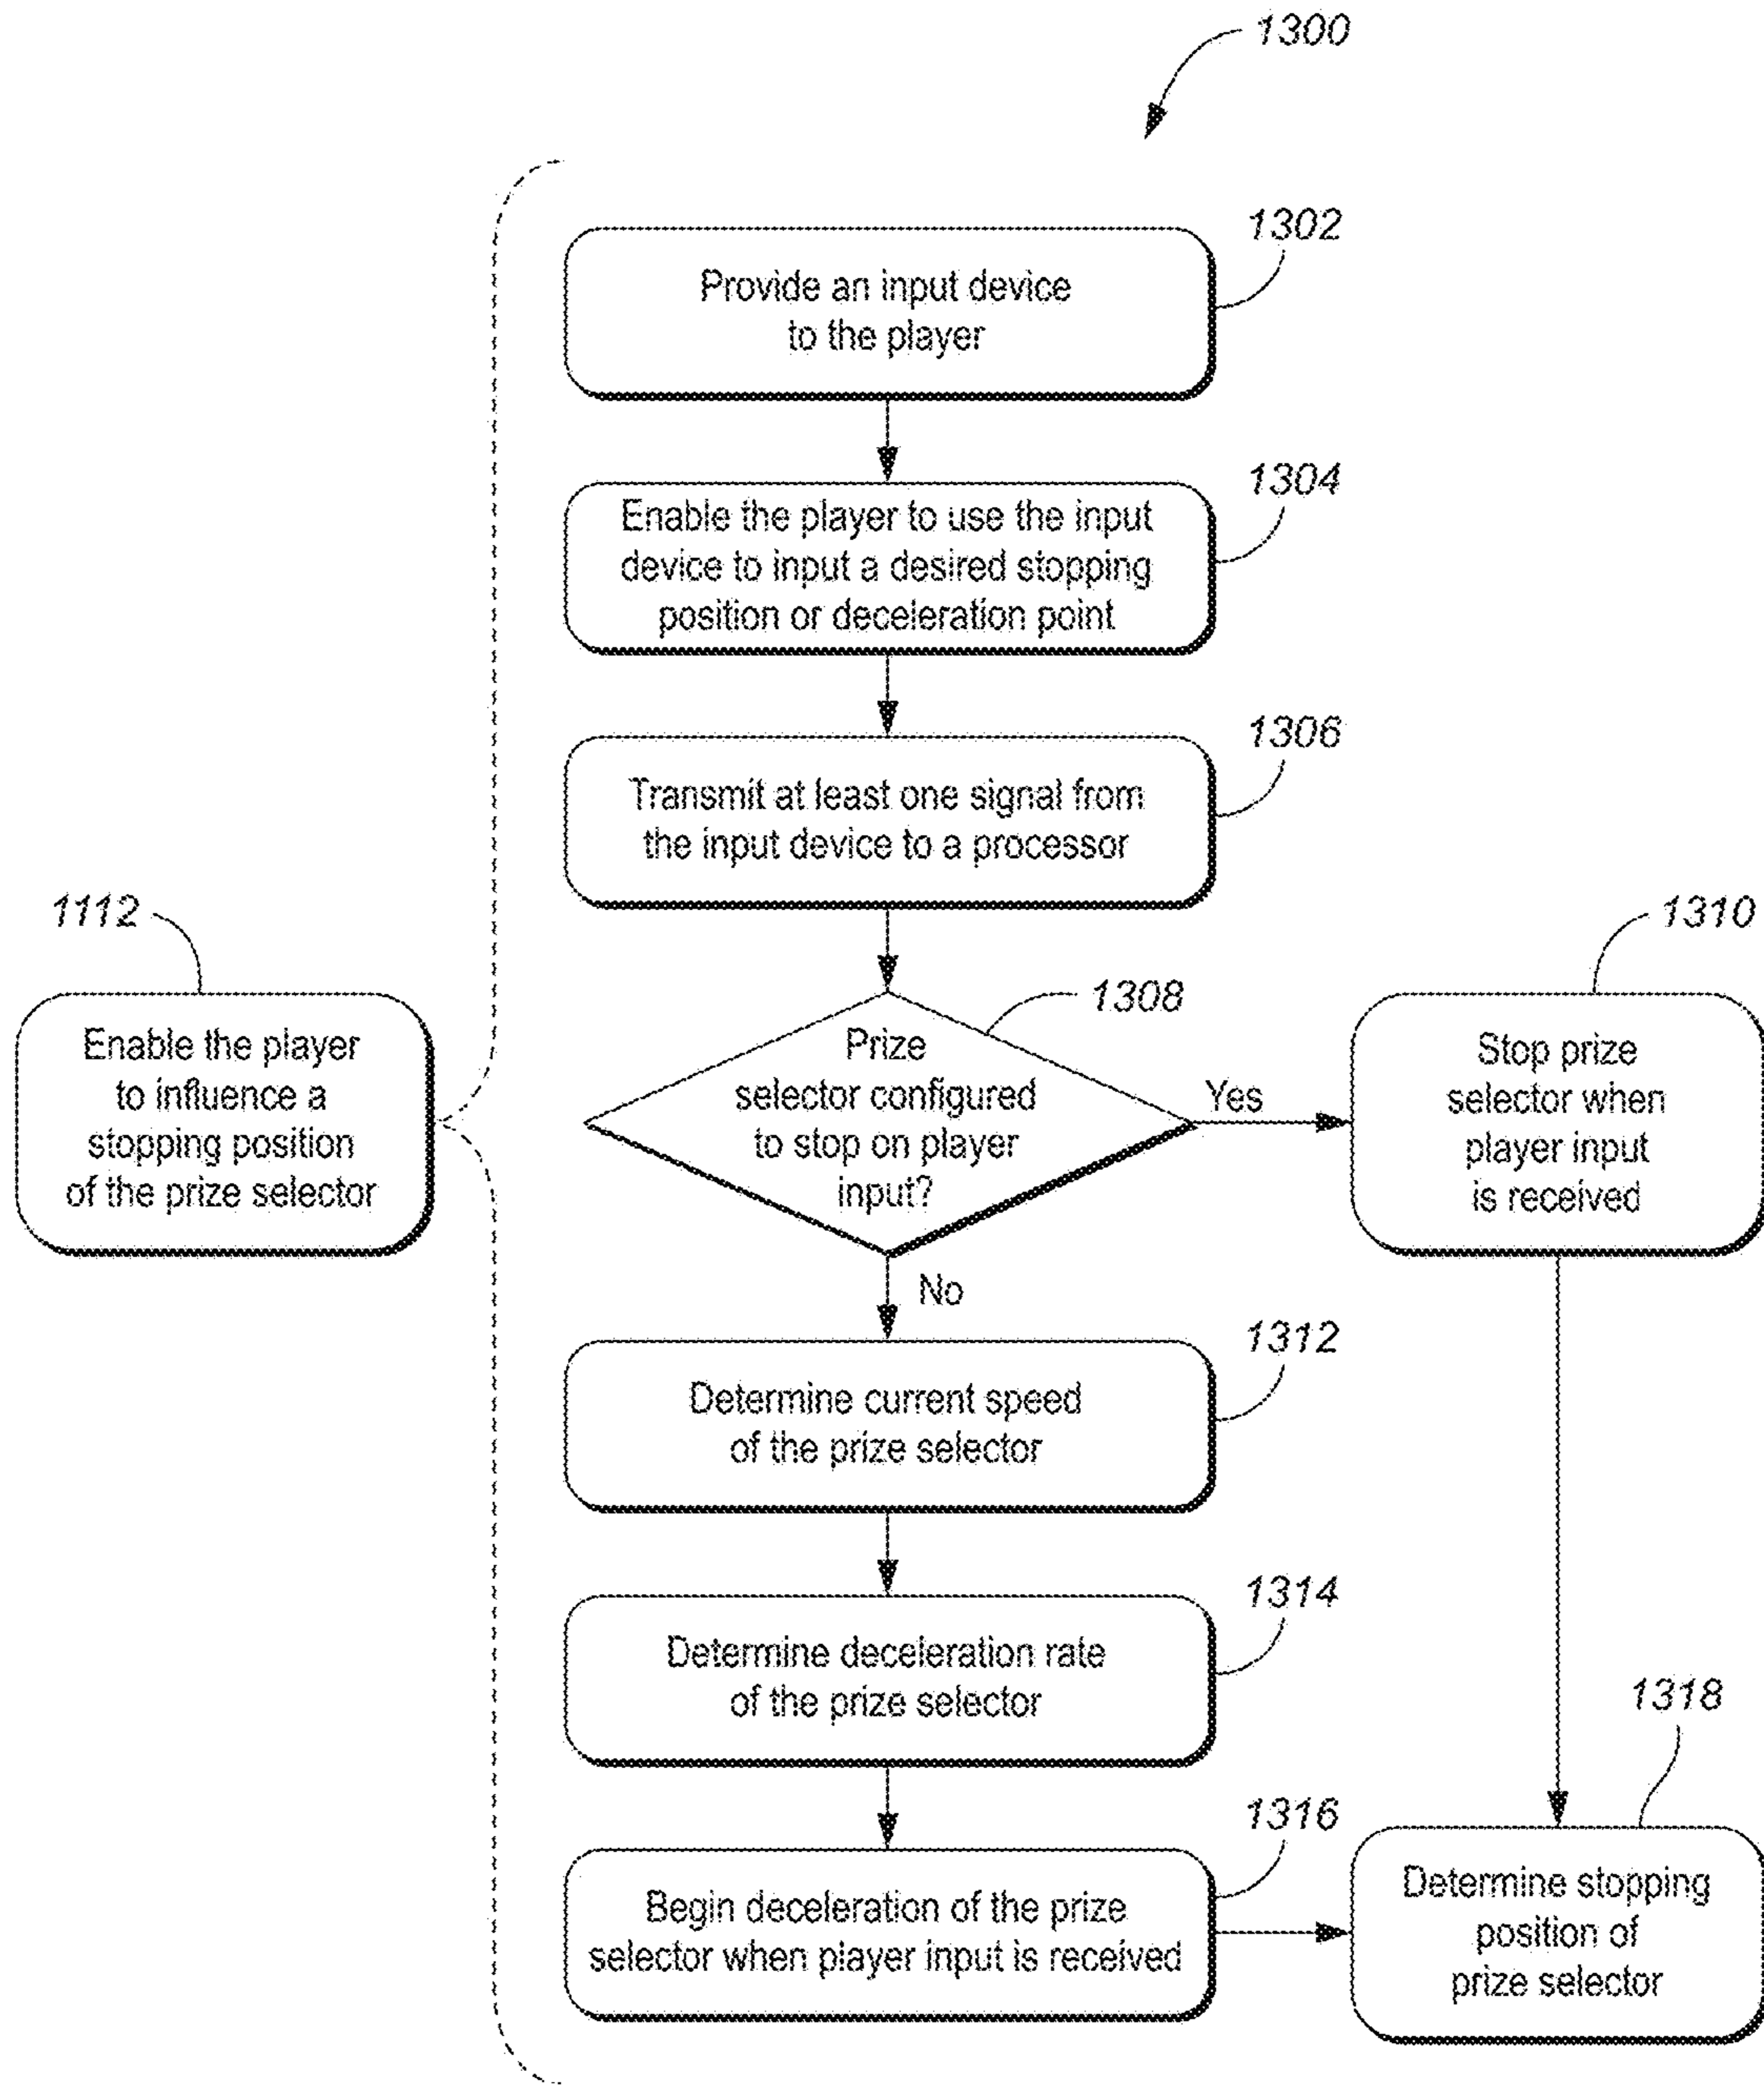 1300
1302
Provide an input device
to the player
1304
Enable the player to use the input
device to input a desired stopping
position or deceleration point
1306
Transmit at least one signal from
the input device to a processor
1112
Enable the player
to influence a
stopping position
of the prize selector
1308
Prize
selector configured
to stop on player
input?
Yes
1310
Stop prize
selector when
player input
is received
No
1312
Determine current speed
of the prize selector
1314
Determine deceleration rate
of the prize selector
1316
Begin deceleration of the prize
selector when player input is received
1318
Determine stopping
position of
prize selector